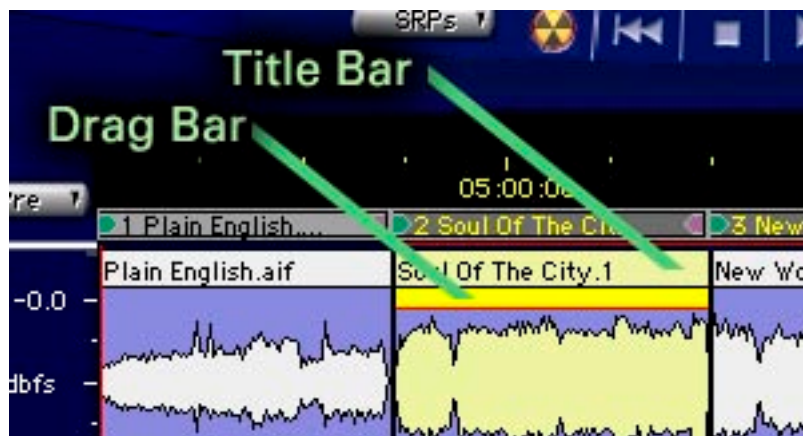 SRPs
Title Bar
Drag Bar
05:00:0
re
1 Plain English....
2 Soul Of The
3 New
Plain English.aif
Soul Of The City.1
New Wo
-0.0
dbfs